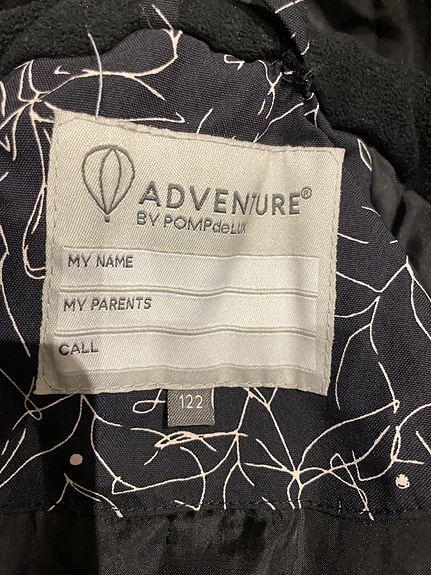 ADVENTURE®
BY POMPdeLUX
MY NAME
MY PARENTS
CALL
122